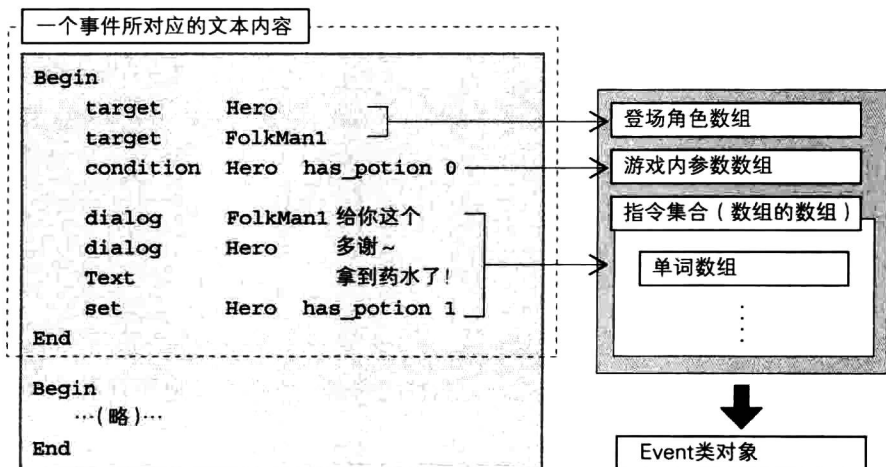 一个事件所对应的文本内容
Begin
target Hero
target FolkMan1
condition Hero has_potion 0
dialog FolkMan1 给你这个
dialog Hero 多谢~
Text 拿到药水了!
set Hero has_potion 1
End
Begin
…(略)…
End
登场角色数组
游戏内参数数组
指令集合(数组的数组)
单词数组
⋮
Event类对象